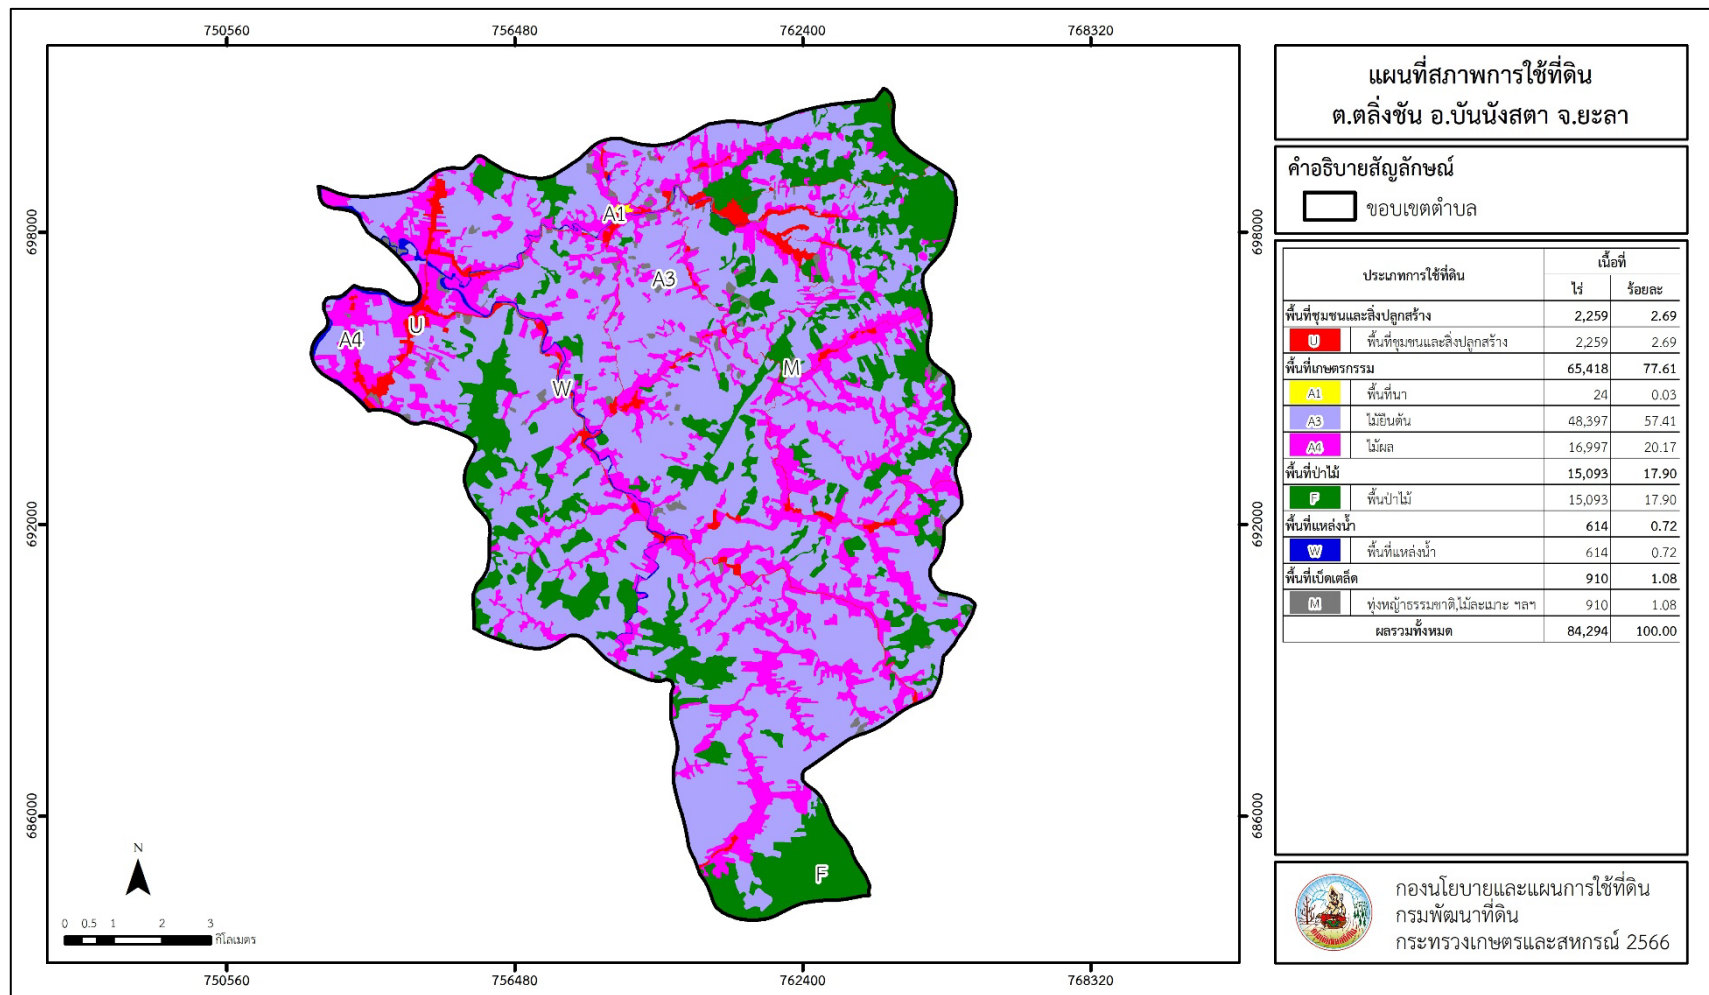 750560 756480 762400 768320
แผนที่สภาพการใช้ที่ดิน
ต.ตลิ่งชัน อ.บันนังสตา จ.ยะลา
คำอธิบายสัญลักษณ์
ขอบเขตตำบล
ประเภทการใช้ที่ดิน เนื้อที่
ไร่ ร้อยละ
พื้นที่ชุมชนและสิ่งปลูกสร้าง 2,259 2.69
U พื้นที่ชุมชนและสิ่งปลูกสร้าง 2,259 2.69
พื้นที่เกษตรกรรม 65,418 77.61
A1 พื้นที่นา 24 0.03
A3 ไม้ยืนต้น 48,397 57.41
A4 ไม้ผล 16,997 20.17
พื้นที่ป่าไม้ 15,093 17.90
F พื้นป่าไม้ 15,093 17.90
พื้นที่แหล่งน้ำ 614 0.72
W พื้นที่แหล่งน้ำ 614 0.72
พื้นที่เบ็ดเตล็ด 910 1.08
M ทุ่งหญ้าธรรมชาติ,ไม้ละเมาะ ฯลฯ 910 1.08
ผลรวมทั้งหมด 84,294 100.00
A1
698000 698000
A3
U
A4
M
W
692000 692000
686000 686000
F
N
0 0.5 1 2 3
กิโลเมตร
750560 756480 762400 768320
กองนโยบายและแผนการใช้ที่ดิน
กรมพัฒนาที่ดิน
กระทรวงเกษตรและสหกรณ์ 2566